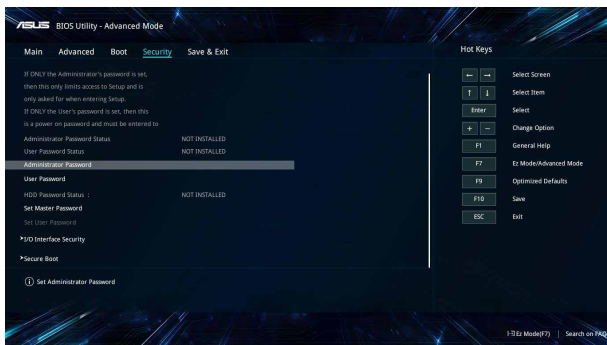 ASUS BIOS Utility - Advanced Mode
Main Advanced Boot Security Save & Exit
If ONLY the Administrator's password is set,
then this only limits access to Setup and is
only asked for when entering Setup.
If ONLY the User's password is set, then this
is a power on password and must be entered to
Administrator Password Status NOT INSTALLED
User Password Status NOT INSTALLED
Administrator Password
User Password
HDD Password Status : NOT INSTALLED
Set Master Password
Set User Password
I/O Interface Security
Secure Boot
Set Administrator Password
Hot Keys
← → Select Screen
↑ ↓ Select Item
Enter Select
+ − Change Option
F1 General Help
F7 Ez Mode/Advanced Mode
F9 Optimized Defaults
F10 Save
ESC Exit
Ez Mode(F7) | Search on FAQ